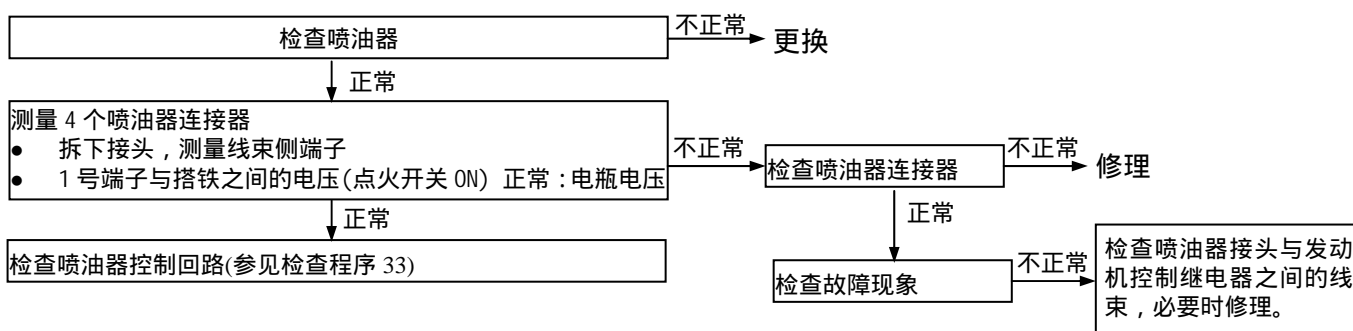 检查喷油器
不正常
更换
正常
测量 4 个喷油器连接器
● 拆下接头，测量线束侧端子
● 1 号端子与搭铁之间的电压(点火开关 ON) 正常：电瓶电压
不正常
检查喷油器连接器
不正常
修理
正常
正常
检查喷油器控制回路(参见检查程序 33)
检查故障现象
不正常
检查喷油器接头与发动
机控制继电器之间的线
束，必要时修理。